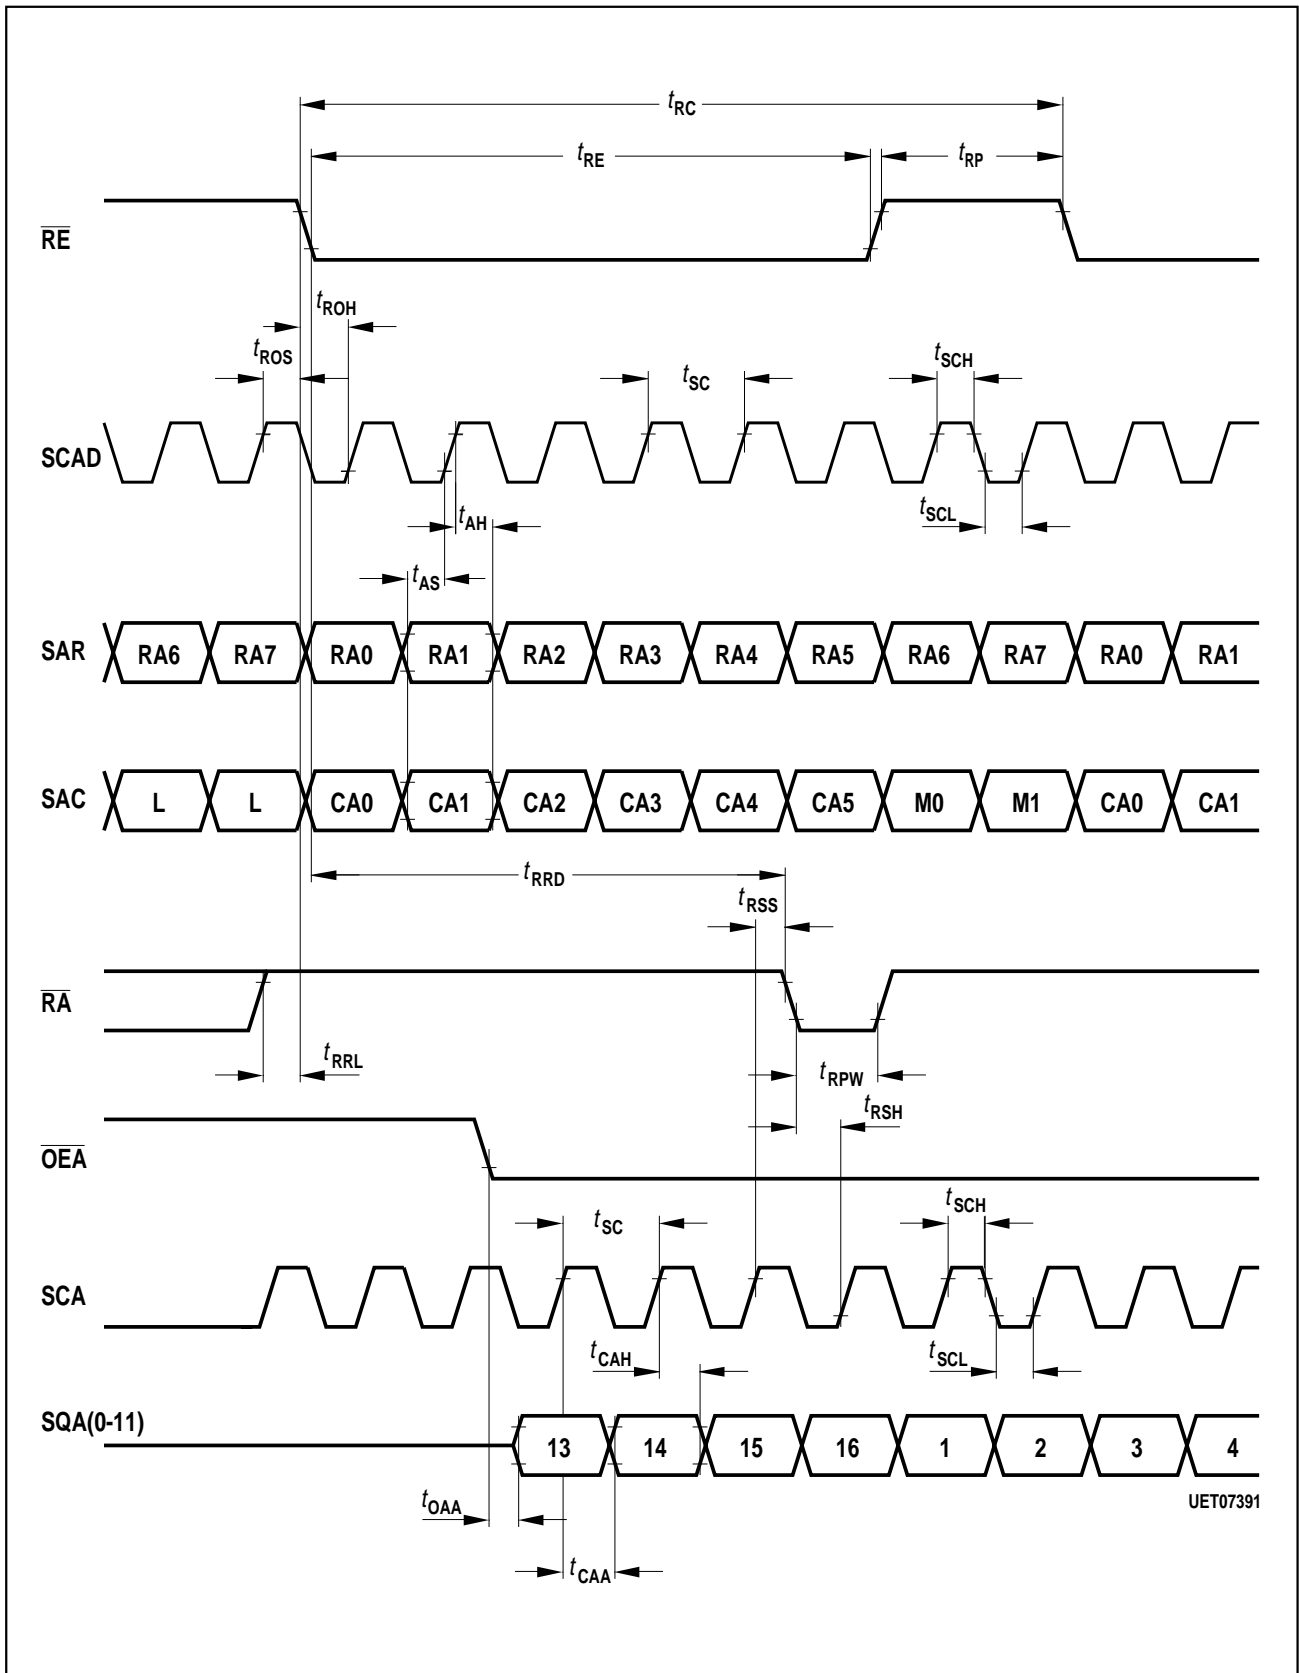 tRC
tRE
tRP
RE
tROH
tROS
tSC
tSCH
SCAD
tSCL
tAH
tAS
SAR RA6 RA7 RA0 RA1 RA2 RA3 RA4 RA5 RA6 RA7 RA0 RA1
SAC L L CA0 CA1 CA2 CA3 CA4 CA5 M0 M1 CA0 CA1
tRRD
tRSS
RA
tRRL
tRPW
tRSH
OEA
tSC
tSCH
SCA
tCAH
tSCL
SQA(0-11) 13 14 15 16 1 2 3 4
tOAA
UET07391
tCAA